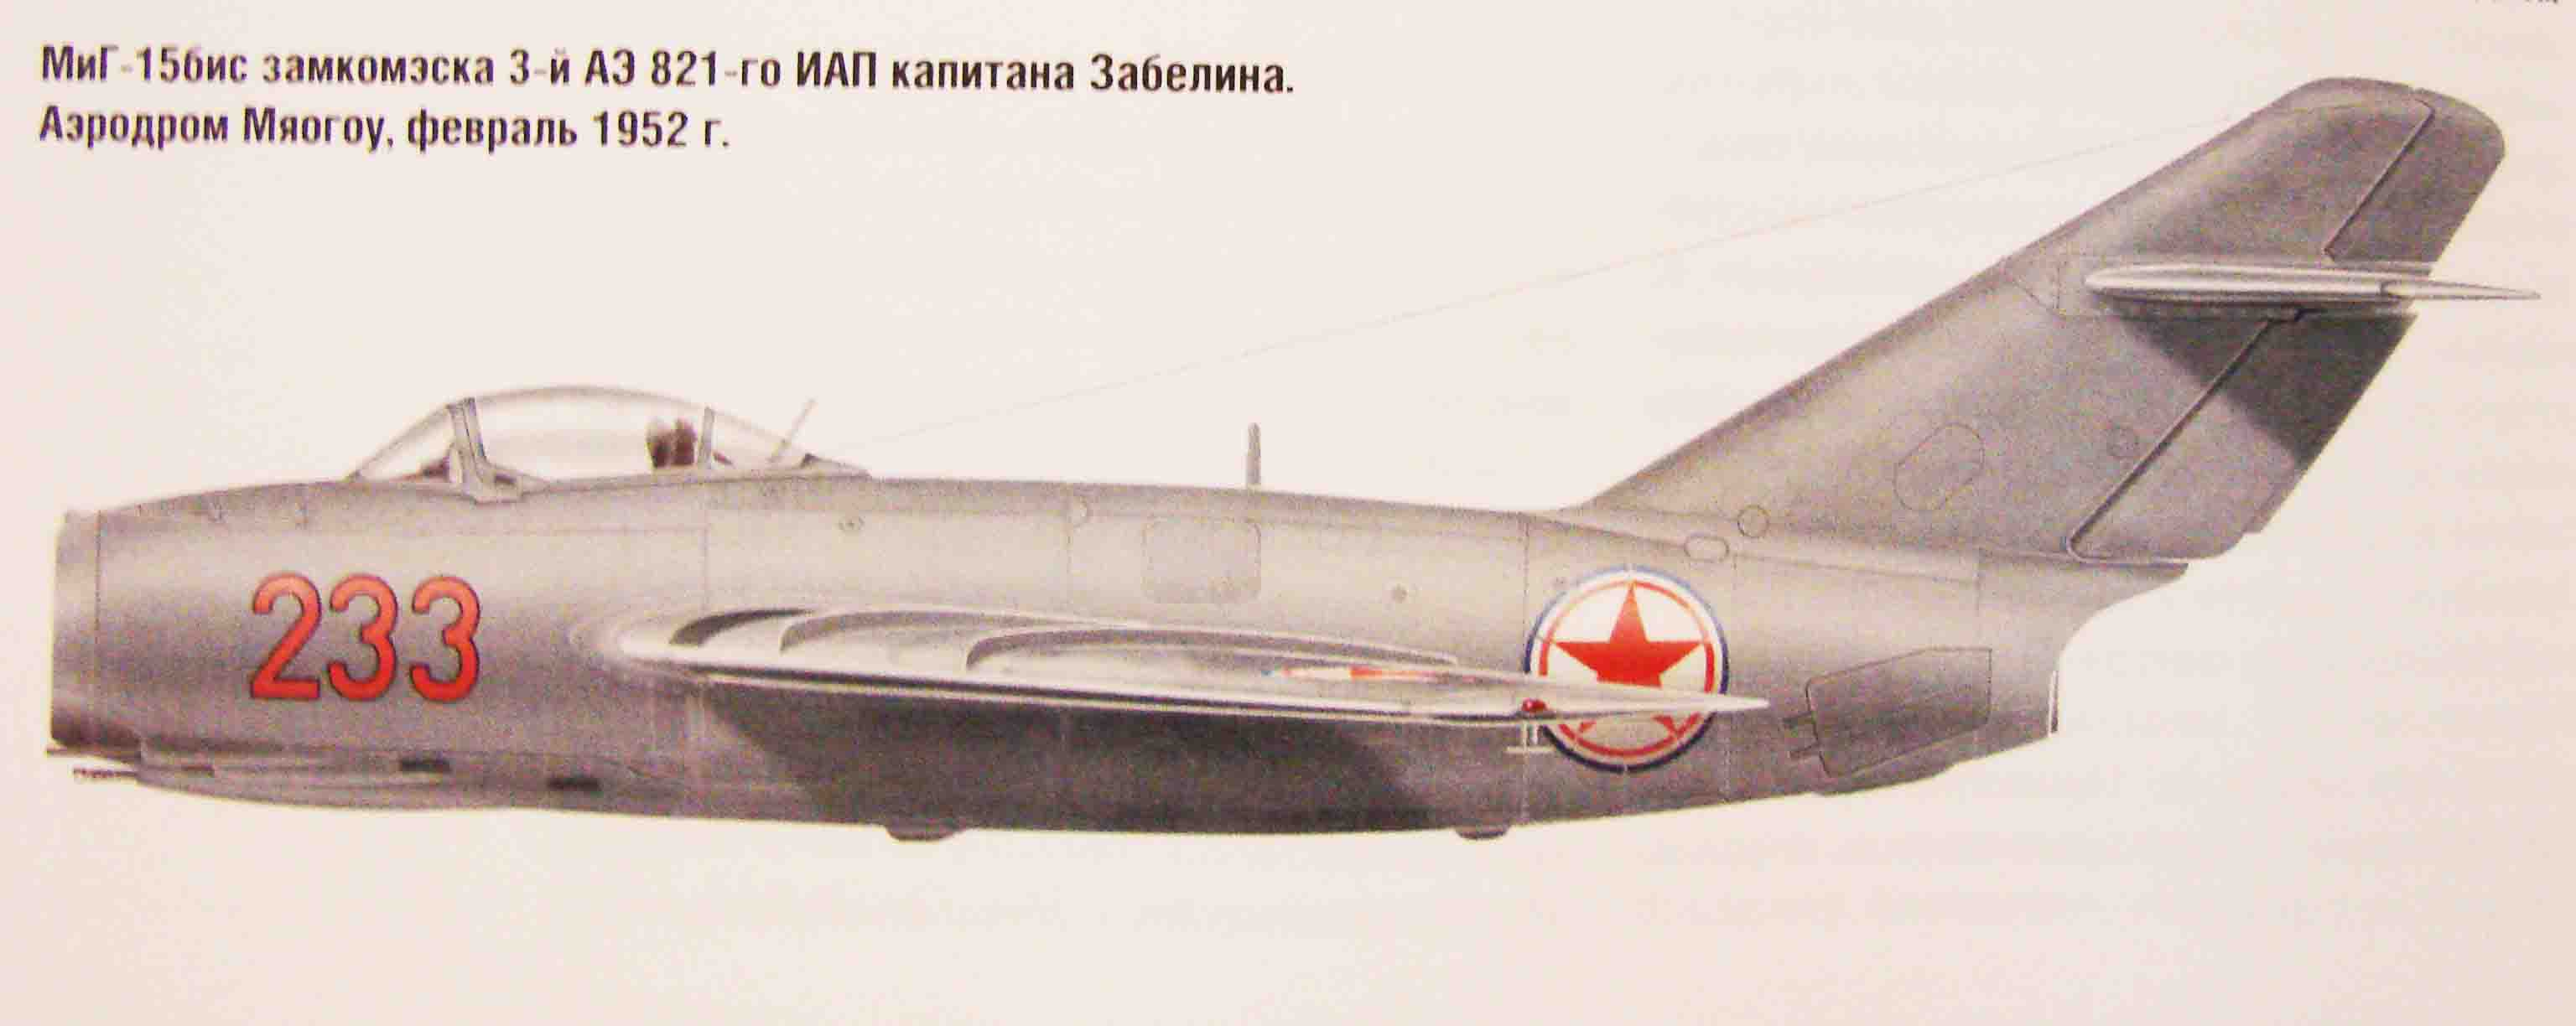 МиГ-15бис замкомэска 3-й АЭ 821-го ИАП капитана Забелина.
Аэродром Мяогоу, февраль 1952 г.
233